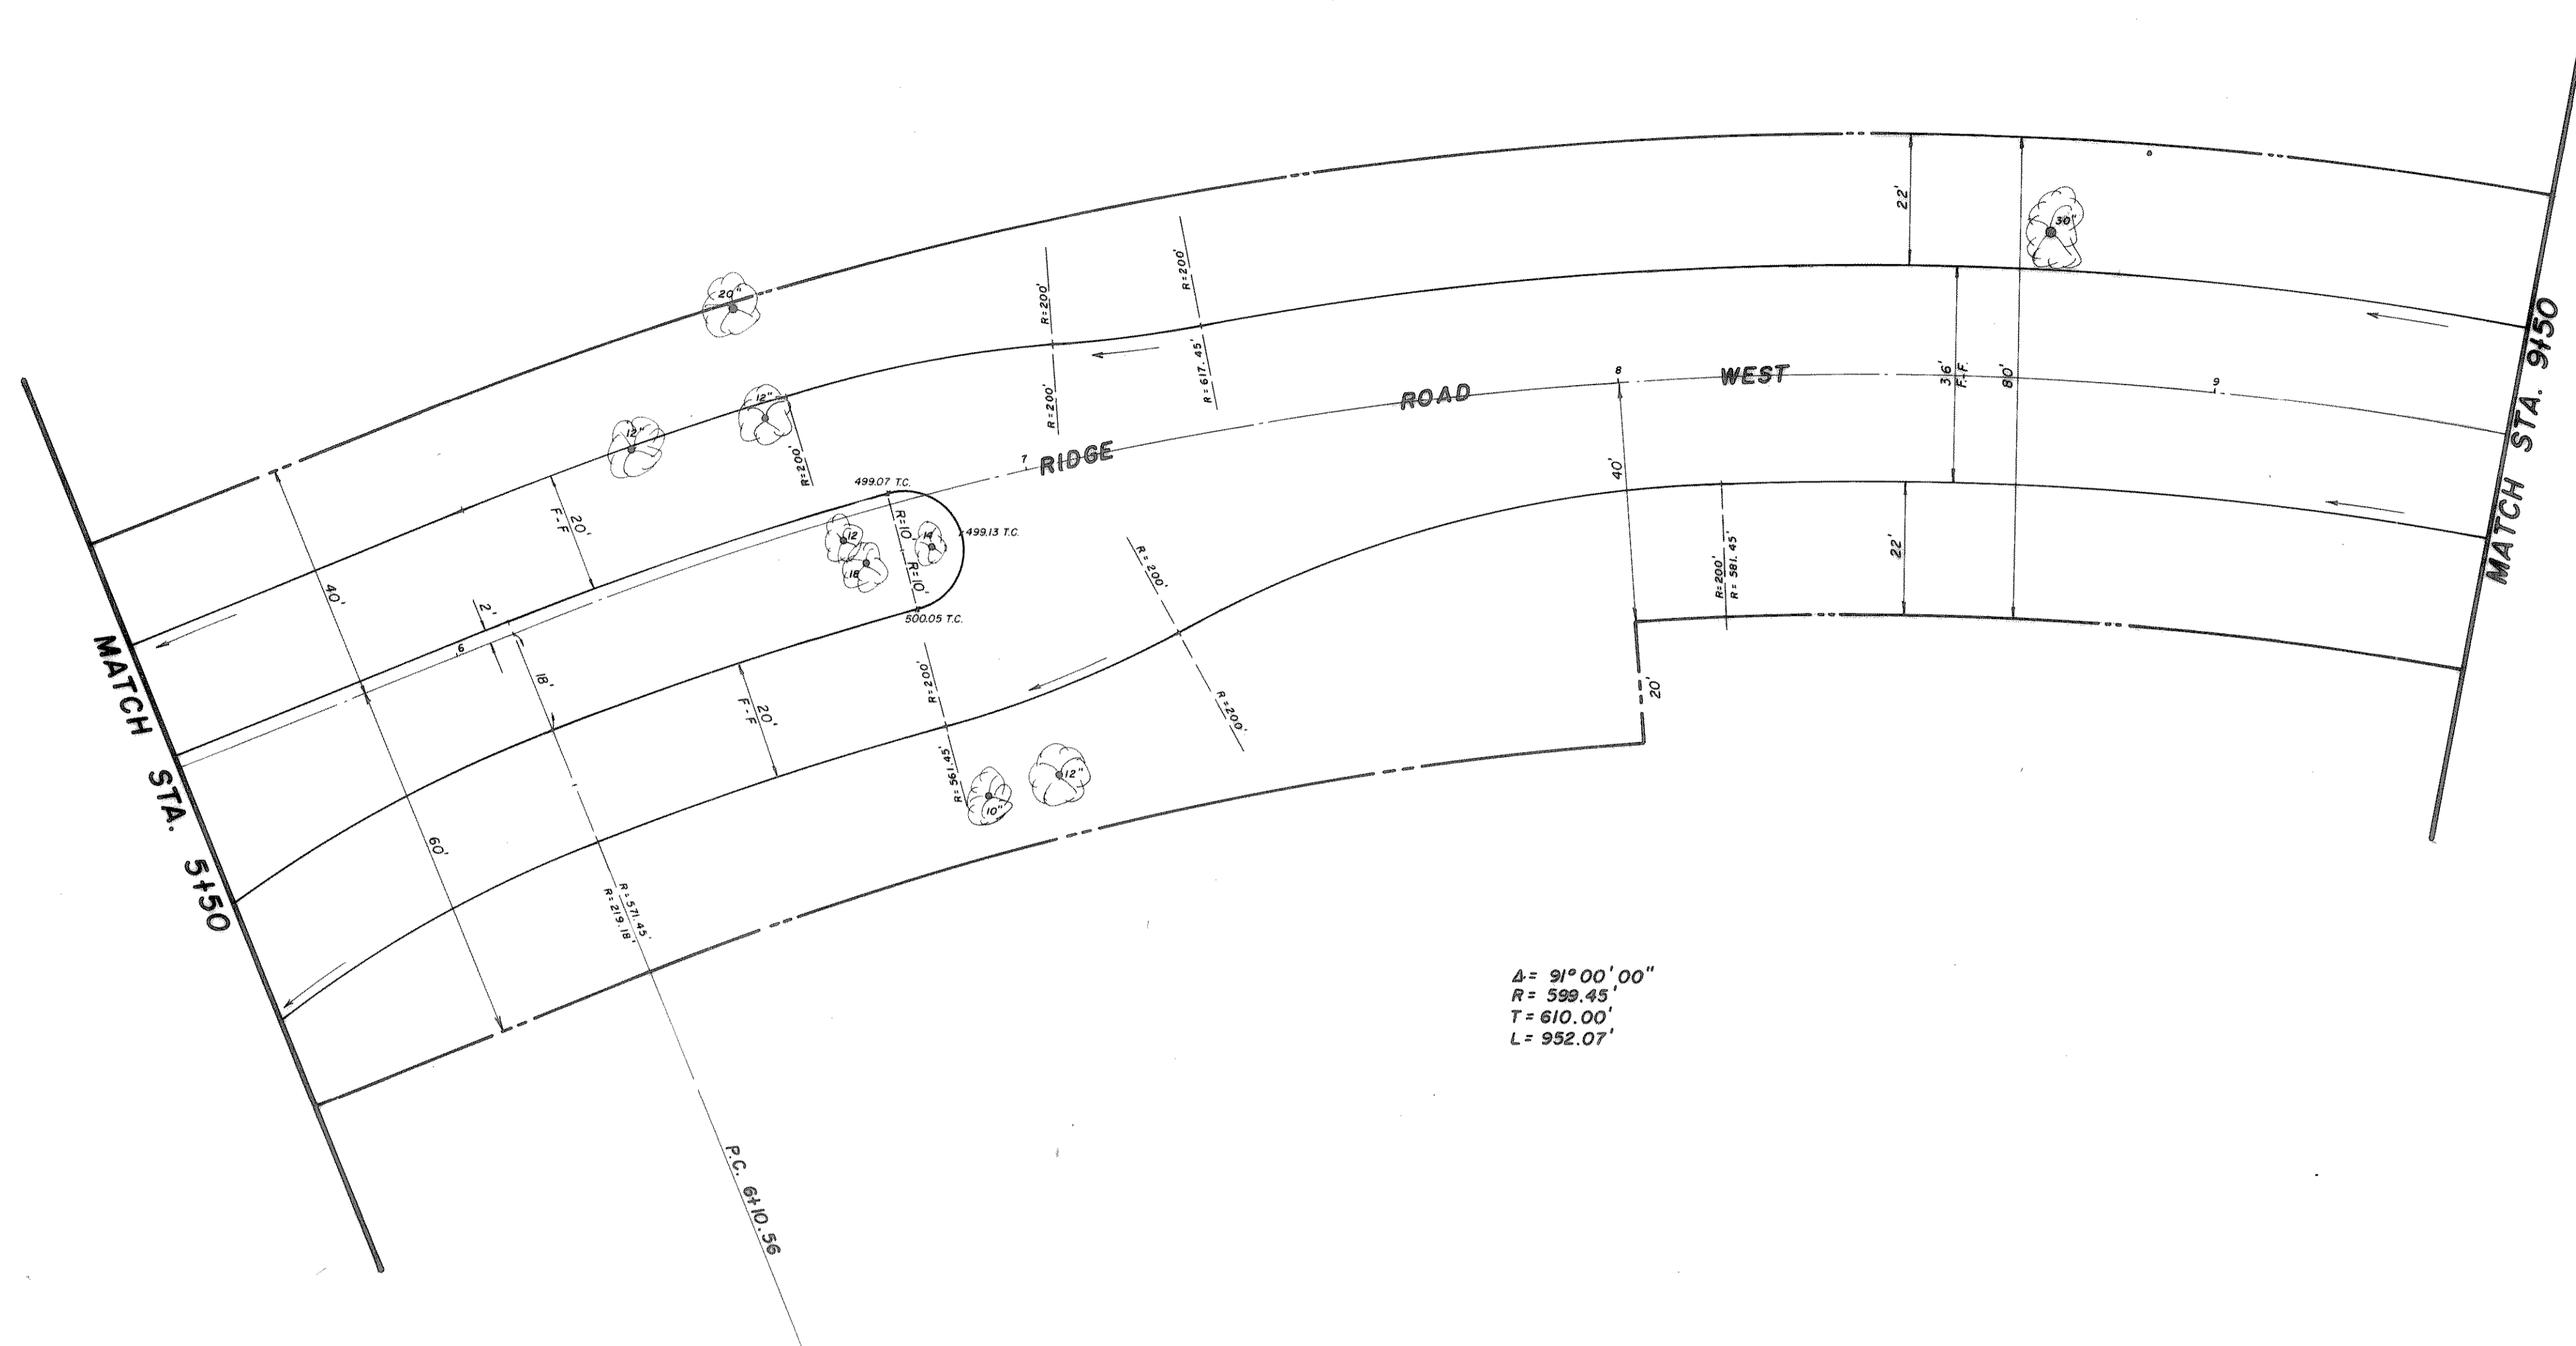 22'
30"
80'
36'
F.-F.
R=200'
R=200'
R=617.45'
R=200'
20"
12"
12"
R=200'
RIDGE ROAD WEST
6
7
8
9
499.07 T.C.
499.13 T.C.
500.05 T.C.
R=10'
R=10'
12
18
14
20'
F-F
40'
2'
18'
60'
20'
F-F
R=200'
R=561.45'
R=200'
R=200'
10"
12"
40'
20'
R=200'
R=581.45'
22'
R=571.45'
R=219.18'
P.C. 6+10.56
MATCH STA. 5+50
MATCH STA. 9+50
Δ= 91°00'00"
R= 599.45'
T= 610.00'
L= 952.07'